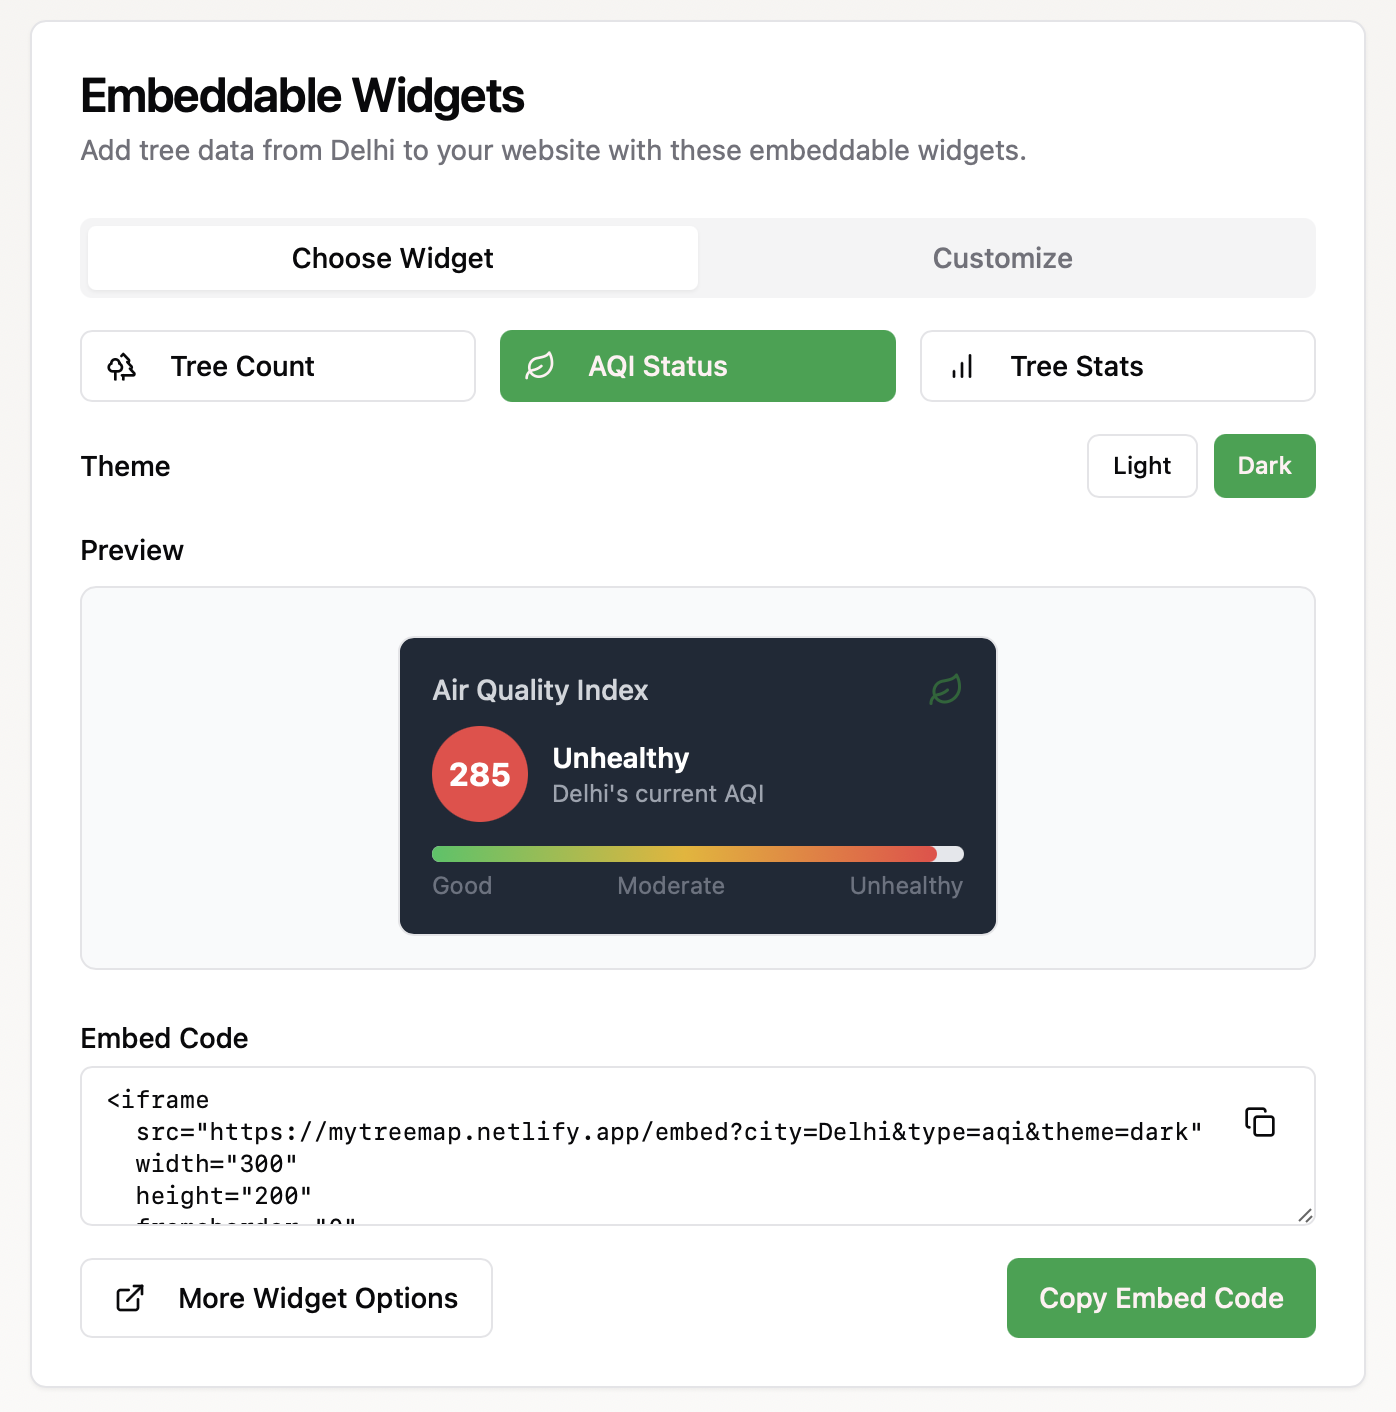 Embeddable Widgets
Add tree data from Delhi to your website with these embeddable widgets.
Choose Widget
Customize
Tree Count
AQI Status
Tree Stats
Theme
Light
Dark
Preview
Air Quality Index
285
Unhealthy
Delhi's current AQI
Good
Moderate
Unhealthy
Embed Code
<iframe
src="https://mytreemap.netlify.app/embed?city=Delhi&type=aqi&theme=dark"
width="300"
height="200"
frameborder="0"
More Widget Options
Copy Embed Code